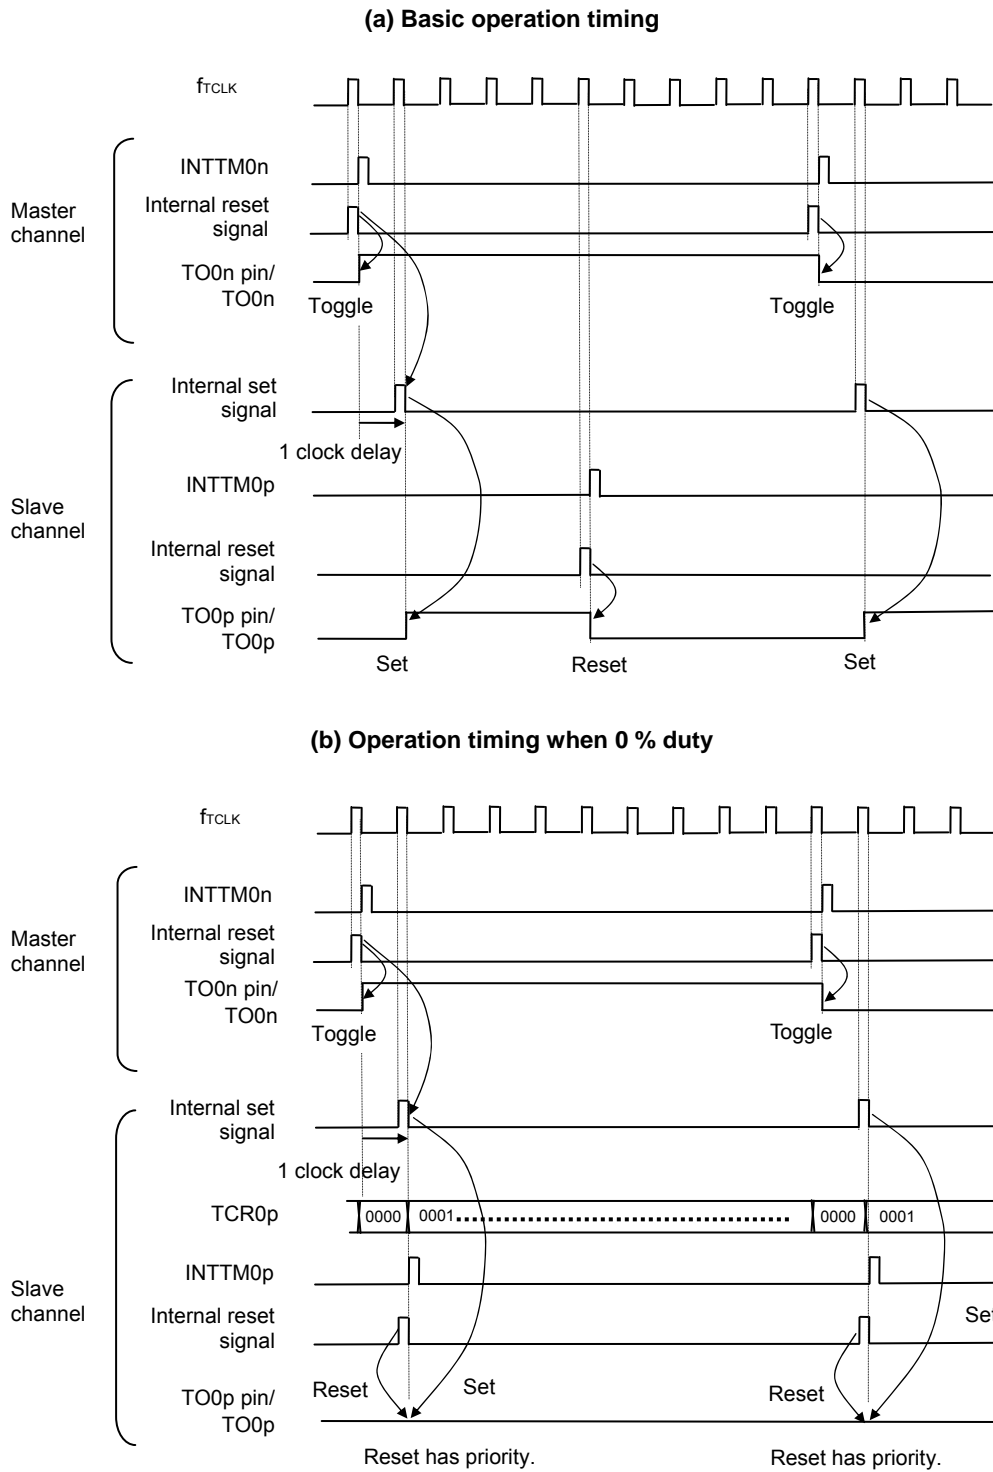 (a) Basic operation timing
fTCLK
INTTM0n
Master
channel
Internal reset
signal
TO0n pin/
TO0n
Toggle
Toggle
Internal set
signal
1 clock delay
INTTM0p
Slave
channel
Internal reset
signal
TO0p pin/
TO0p
Set
Reset
Set
(b) Operation timing when 0 % duty
fTCLK
INTTM0n
Master
channel
Internal reset
signal
TO0n pin/
TO0n
Toggle
Toggle
Internal set
signal
1 clock delay
TCR0p
0000
0001
0000
0001
INTTM0p
Slave
channel
Internal reset
signal
Set
Reset
Set
Reset
TO0p pin/
TO0p
Reset has priority.
Reset has priority.